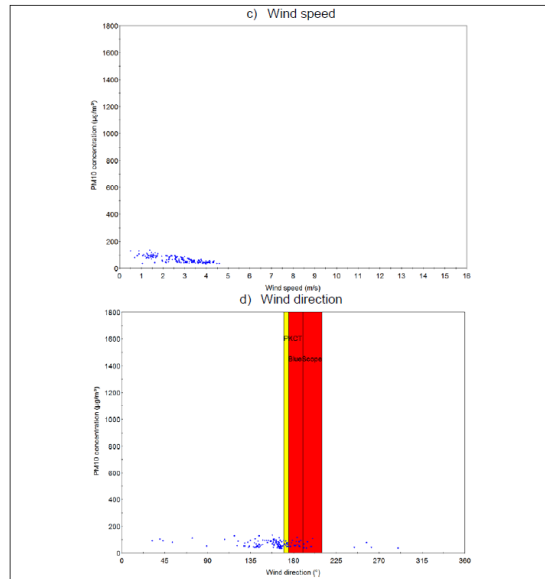 c) Wind speed
1800
1600
1400
1200
1000
800
600
400
200
0
PM10 concentration (µg/m³)
0 1 2 3 4 5 6 7 8 9 10 11 12 13 14 15 16
Wind speed (m/s)
d) Wind direction
1800
1600
1400
1200
1000
800
600
400
200
0
PM10 concentration (µg/m³)
BlueScope
0 45 90 135 180 225 270 315 360
Wind direction (°)